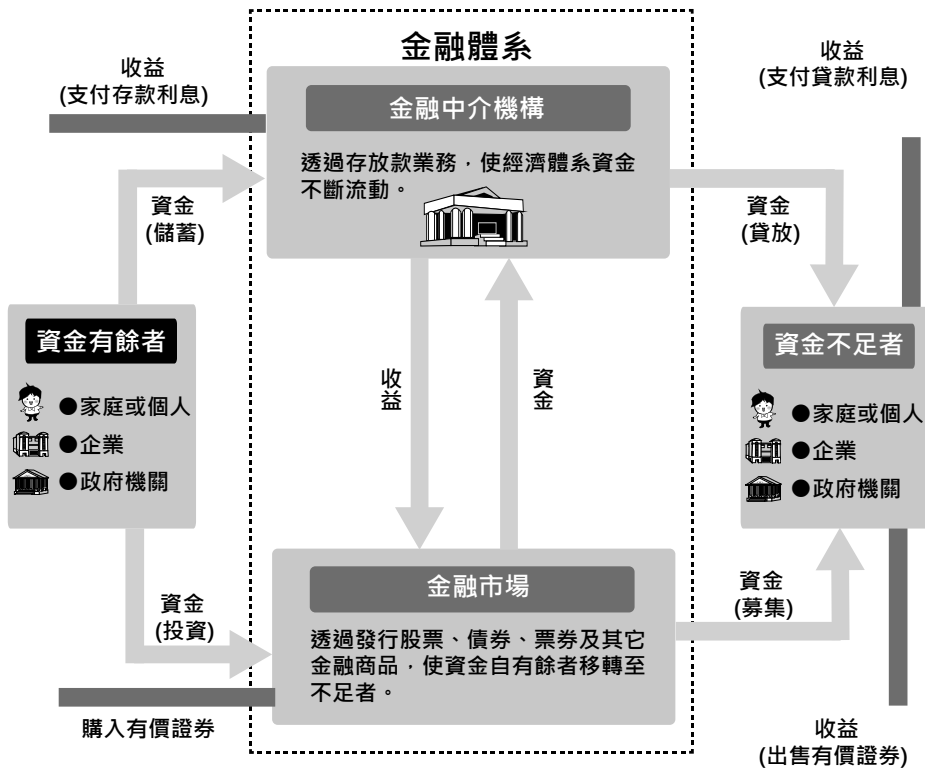 金融體系
收益
(支付存款利息)
收益
(支付貸款利息)
金融中介機構
透過存放款業務，使經濟體系資金
不斷流動。
資金
(儲蓄)
資金
(貸放)
資金有餘者
●家庭或個人
●企業
●政府機關
收益
資金
資金不足者
●家庭或個人
●企業
●政府機關
金融市場
透過發行股票、債券、票券及其它
金融商品，使資金自有餘者移轉至
不足者。
資金
(投資)
資金
(募集)
購入有價證券
收益
(出售有價證券)